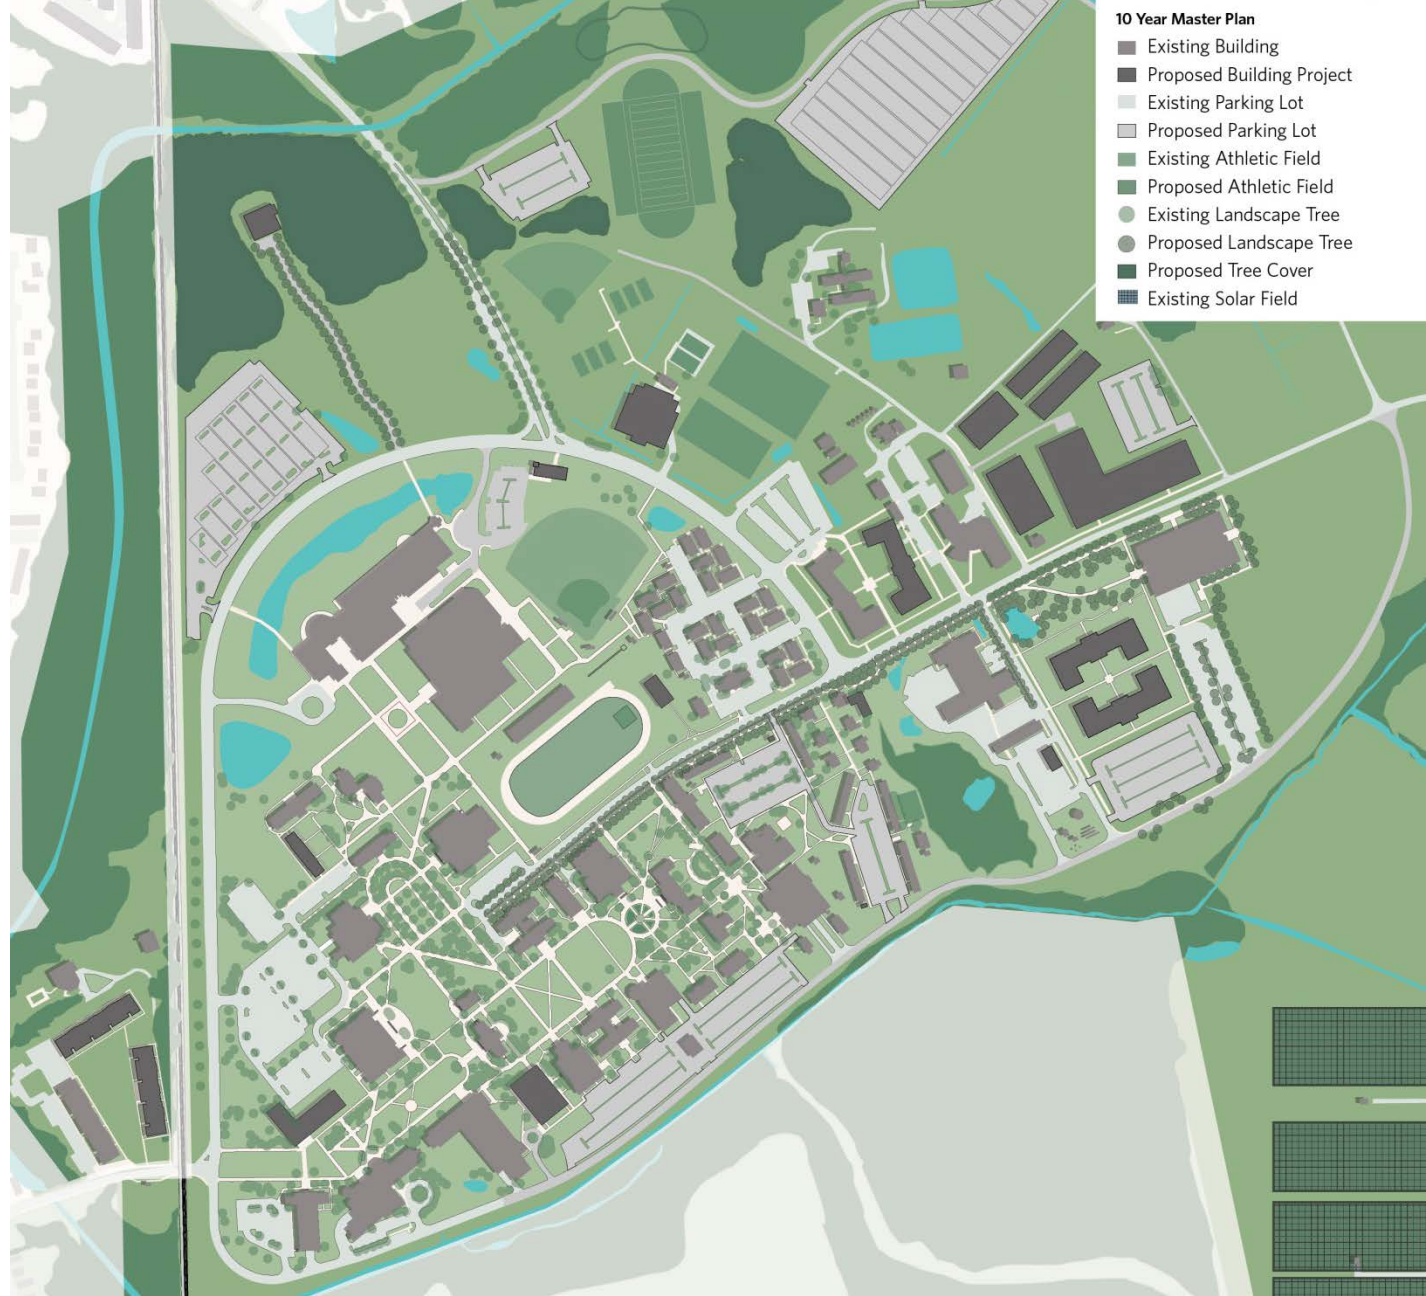 10 Year Master Plan
Existing Building
Proposed Building Project
Existing Parking Lot
Proposed Parking Lot
Existing Athletic Field
Proposed Athletic Field
Existing Landscape Tree
Proposed Landscape Tree
Proposed Tree Cover
Existing Solar Field